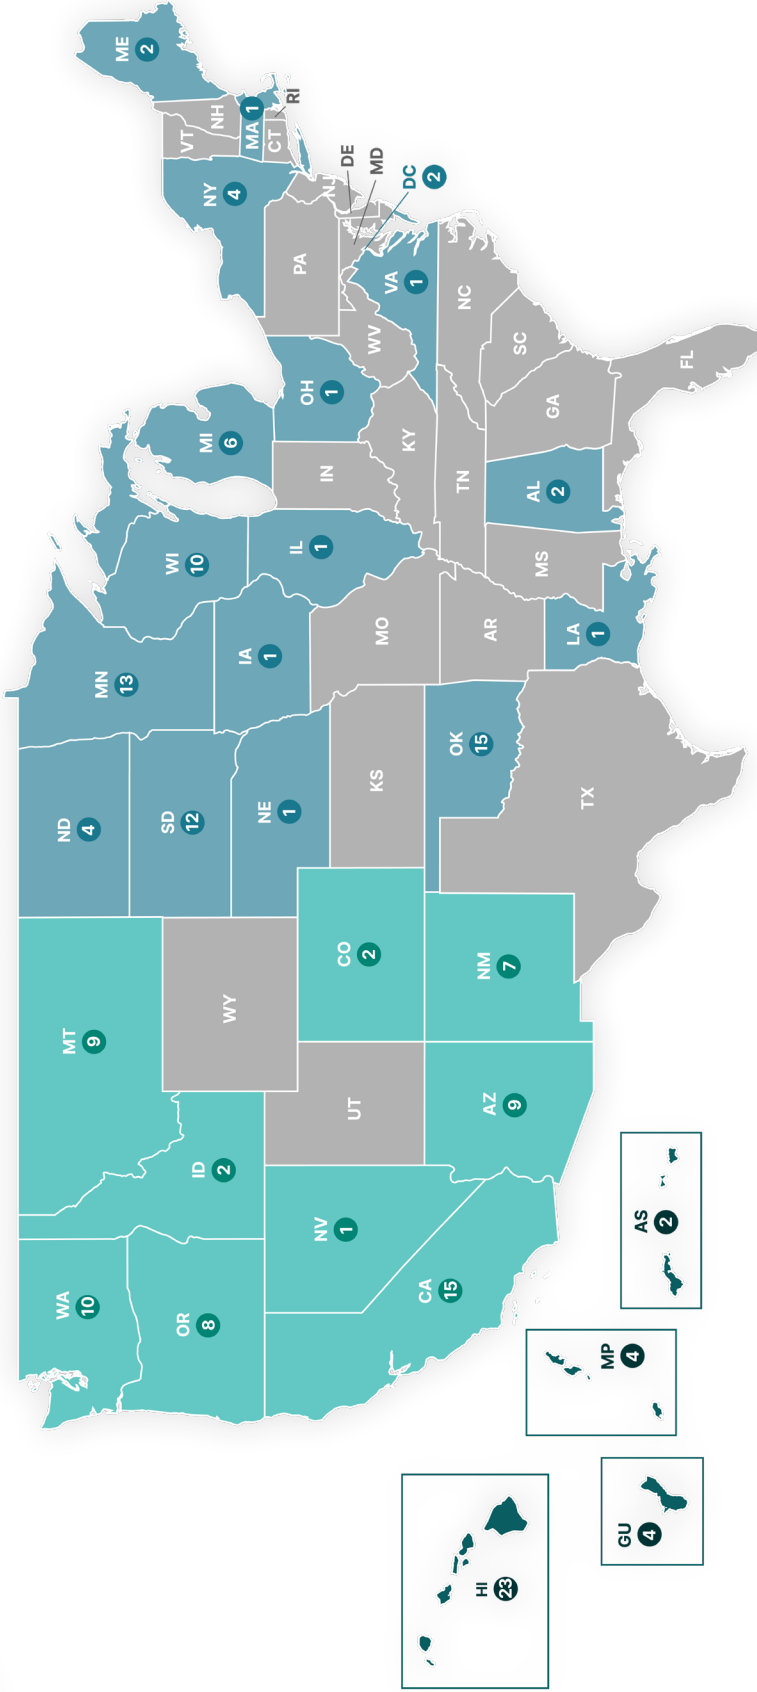 WA
10
OR
8
CA
15
NV
1
ID
2
MT
9
WY
UT
AZ
9
CO
2
NM
7
ND
4
SD
12
NE
1
KS
OK
15
TX
MN
13
IA
1
MO
AR
LA
1
WI
10
IL
1
MI
6
IN
OH
1
KY
TN
MS
AL
2
GA
FL
SC
NC
WV
VA
1
PA
NY
4
VT
NH
ME
2
MA
1
CT
RI
NJ
DE
MD
DC
2
HI
23
GU
4
MP
4
AS
2